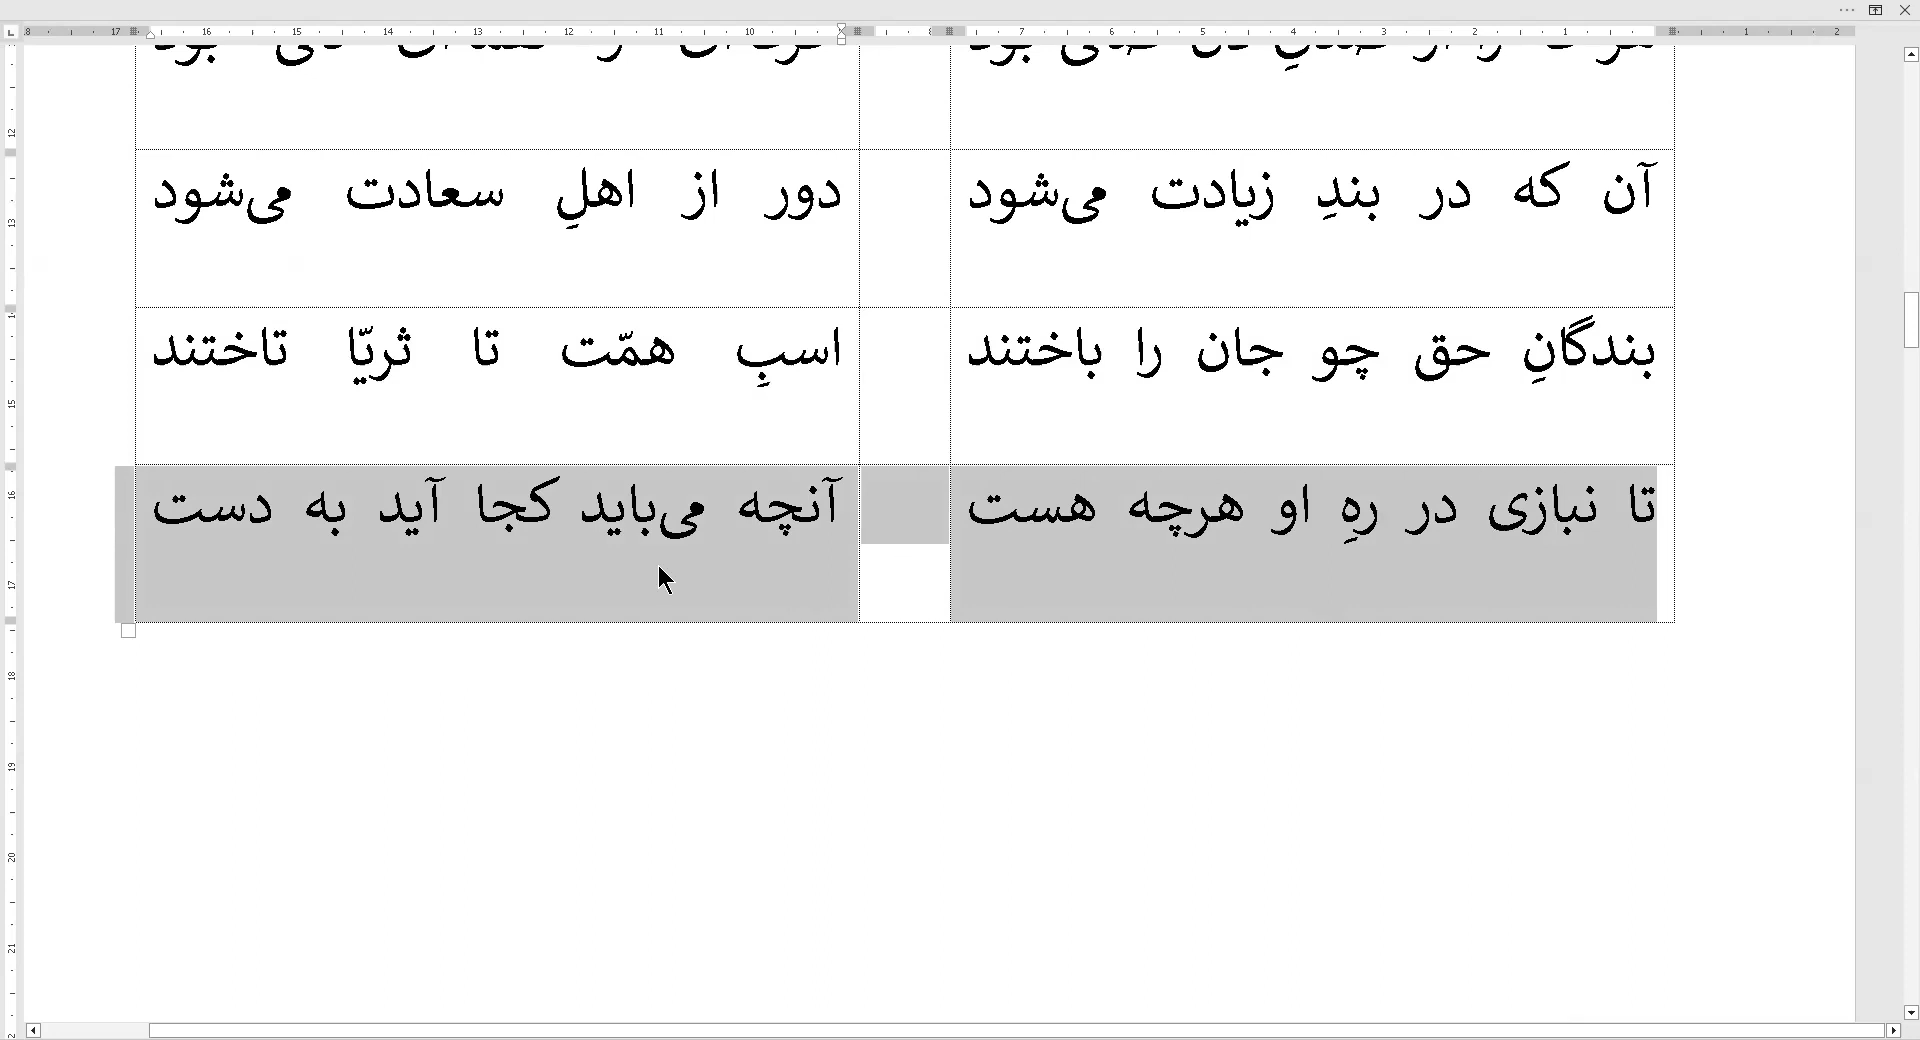 آن که در بندِ زیادت می‌شود
دور از اهلِ سعادت می‌شود
بندگانِ حق چو جان را باختند
اسبِ همّت تا ثریّا تاختند
تا نبازی در رهِ او هرچه هست
آنچه می‌باید کجا آید به دست